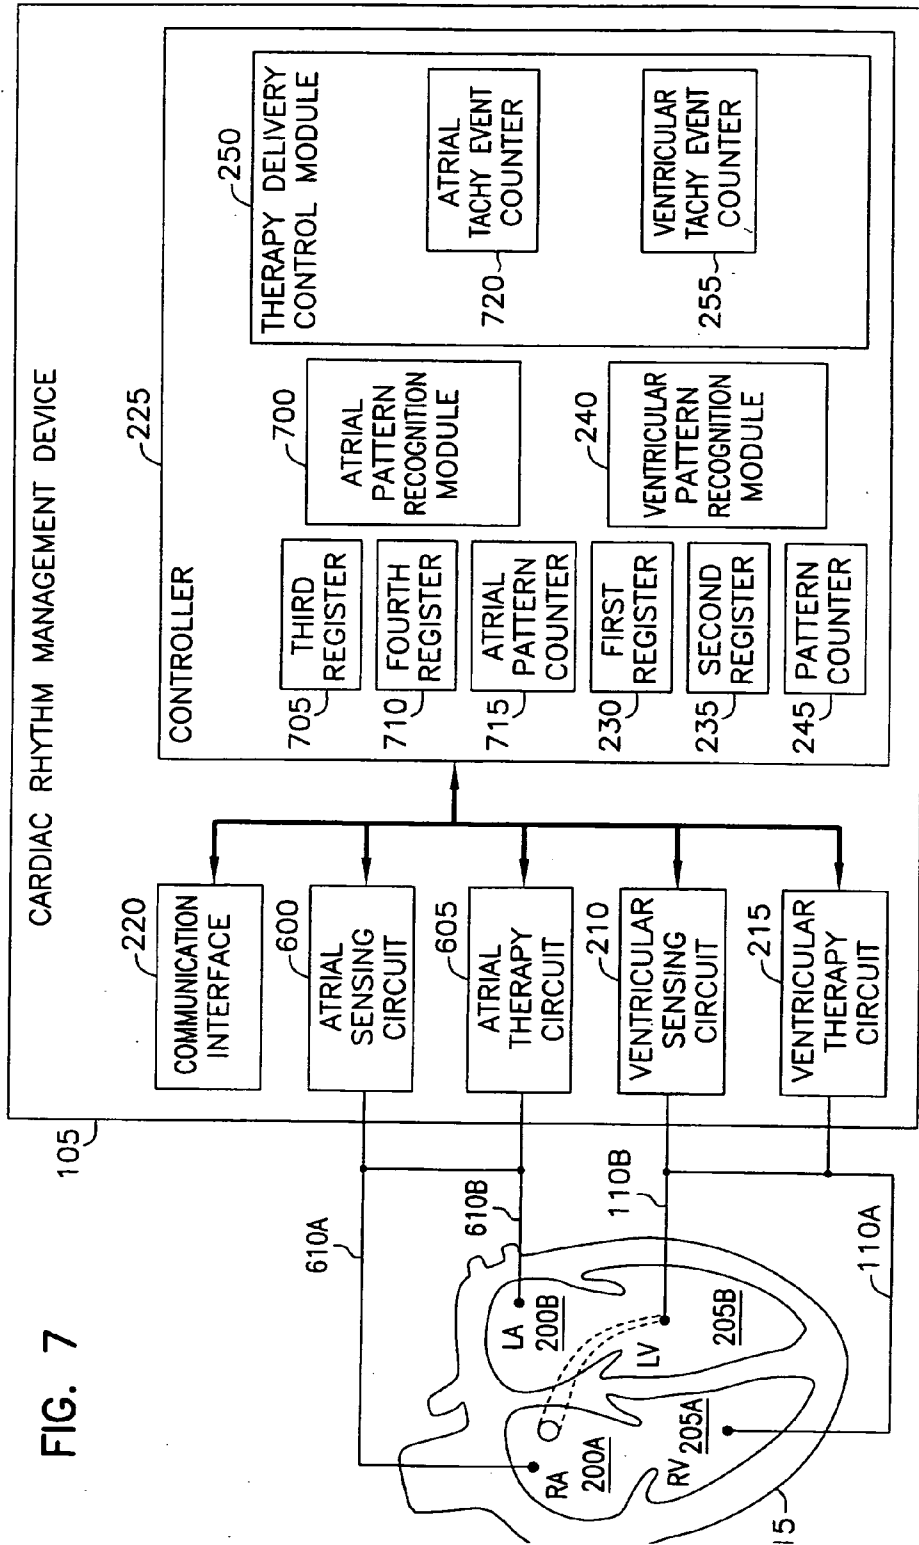 FIG. 7
CARDIAC RHYTHM MANAGEMENT DEVICE
105
220
COMMUNICATION
INTERFACE
600
ATRIAL
SENSING
CIRCUIT
605
ATRIAL
THERAPY
CIRCUIT
210
VENTRICULAR
SENSING
CIRCUIT
215
VENTRICULAR
THERAPY
CIRCUIT
225
CONTROLLER
705
THIRD
REGISTER
710
FOURTH
REGISTER
715
ATRIAL
PATTERN
COUNTER
230
FIRST
REGISTER
235
SECOND
REGISTER
245
PATTERN
COUNTER
700
ATRIAL
PATTERN
RECOGNITION
MODULE
240
VENTRICULAR
PATTERN
RECOGNITION
MODULE
250
THERAPY DELIVERY
CONTROL MODULE
720
ATRIAL
TACHY EVENT
COUNTER
255
VENTRICULAR
TACHY EVENT
COUNTER
610A
610B
110B
110A
RA
200A
LA
200B
RV
205A
LV
205B